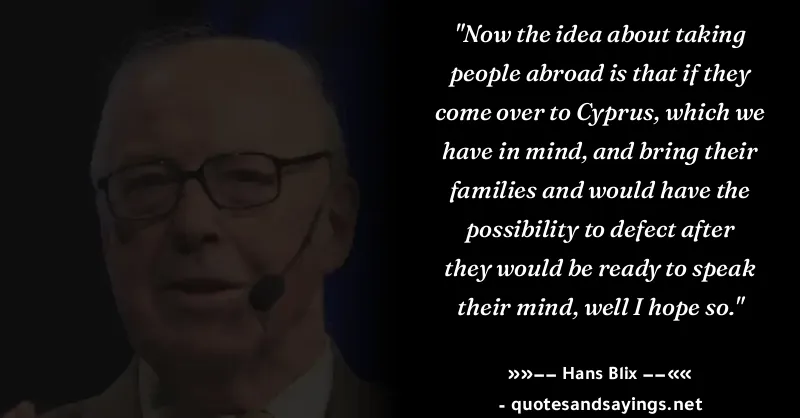 "Now the idea about taking
people abroad is that if they
come over to Cyprus, which we
have in mind, and bring their
families and would have the
possibility to defect after
they would be ready to speak
their mind, well I hope so."
»»–– Hans Blix ––««
- quotesandsayings.net